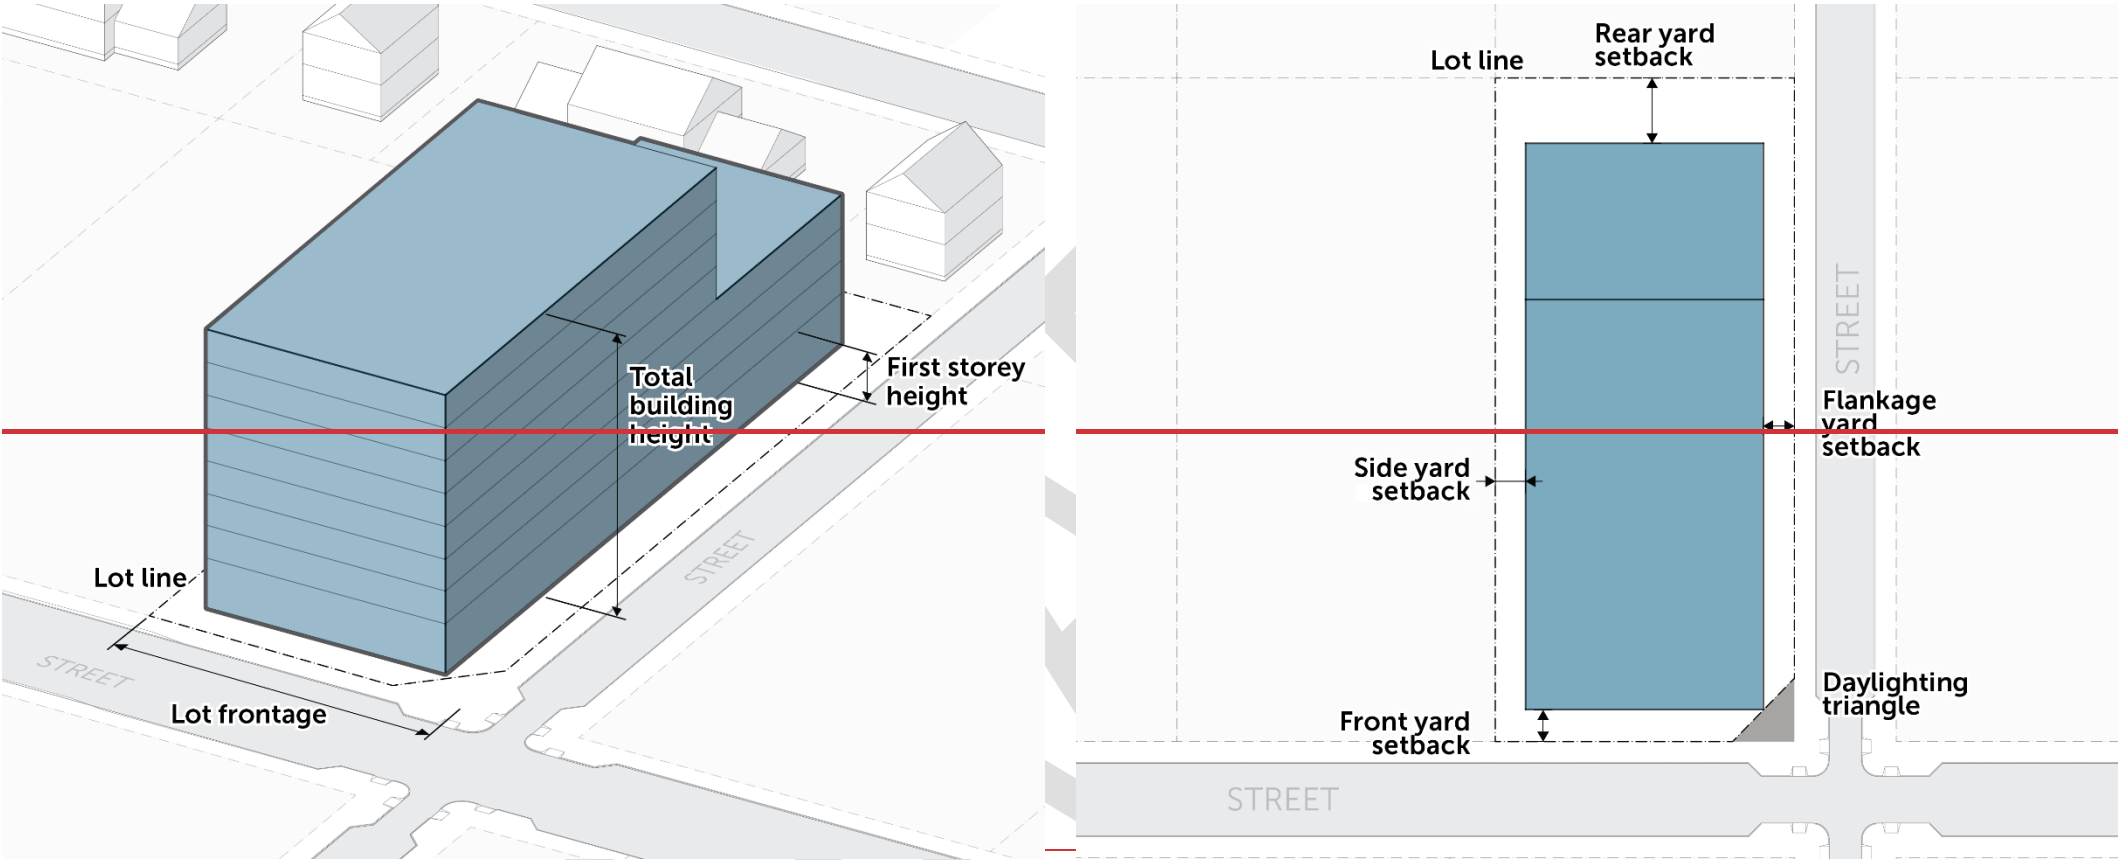 Total
building
height
First storey
height
Lot line
STREET
STREET
Lot frontage
Rear yard
setback
Lot line
STREET
Flankage
yard
setback
Side yard
setback
Daylighting
triangle
Front yard
setback
STREET